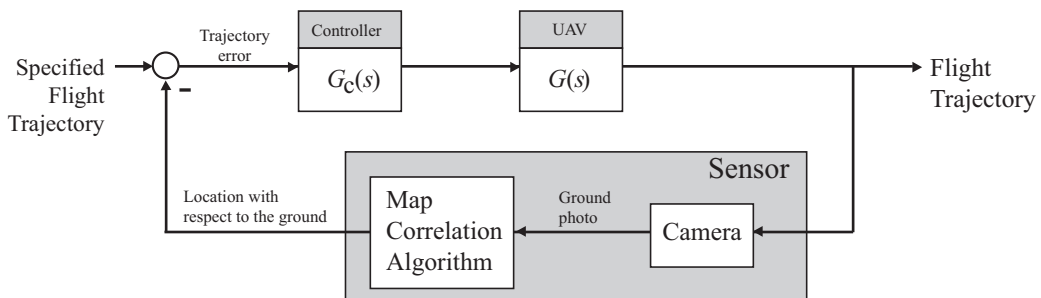 Specified
Flight
Trajectory
Trajectory
error
-
Controller
Gc(s)
UAV
G(s)
Flight
Trajectory
Sensor
Location with
respect to the ground
Map
Correlation
Algorithm
Ground
photo
Camera